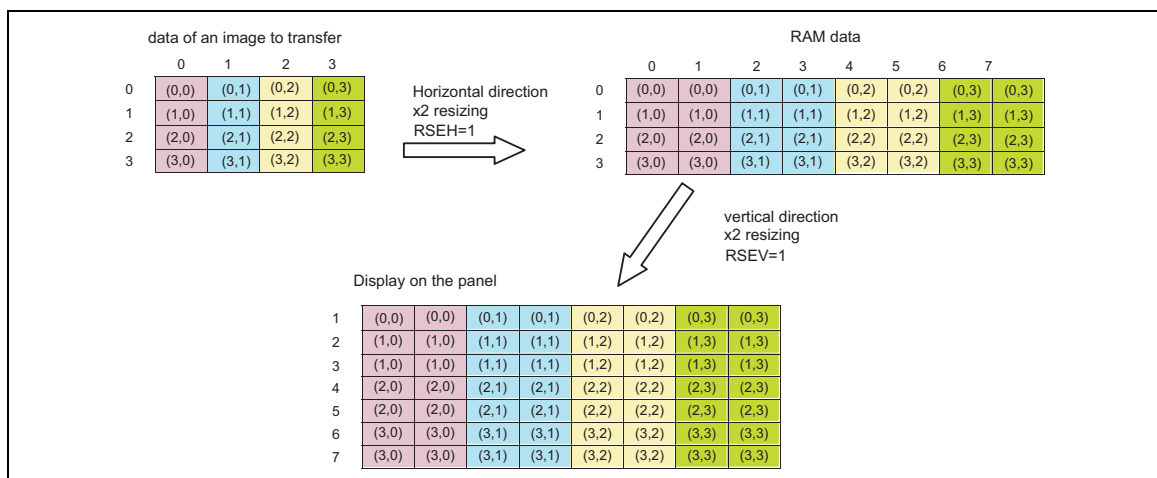 data of an image to transfer
0 1 2 3
0 (0,0) (0,1) (0,2) (0,3)
1 (1,0) (1,1) (1,2) (1,3)
2 (2,0) (2,1) (2,2) (2,3)
3 (3,0) (3,1) (3,2) (3,3)
Horizontal direction
x2 resizing
RSEH=1
RAM data
0 1 2 3 4 5 6 7
0 (0,0) (0,0) (0,1) (0,1) (0,2) (0,2) (0,3) (0,3)
1 (1,0) (1,0) (1,1) (1,1) (1,2) (1,2) (1,3) (1,3)
2 (2,0) (2,0) (2,1) (2,1) (2,2) (2,2) (2,3) (2,3)
3 (3,0) (3,0) (3,1) (3,1) (3,2) (3,2) (3,3) (3,3)
vertical direction
x2 resizing
RSEV=1
Display on the panel
1 (0,0) (0,0) (0,1) (0,1) (0,2) (0,2) (0,3) (0,3)
2 (1,0) (1,0) (1,1) (1,1) (1,2) (1,2) (1,3) (1,3)
3 (1,0) (1,0) (1,1) (1,1) (1,2) (1,2) (1,3) (1,3)
4 (2,0) (2,0) (2,1) (2,1) (2,2) (2,2) (2,3) (2,3)
5 (2,0) (2,0) (2,1) (2,1) (2,2) (2,2) (2,3) (2,3)
6 (3,0) (3,0) (3,1) (3,1) (3,2) (3,2) (3,3) (3,3)
7 (3,0) (3,0) (3,1) (3,1) (3,2) (3,2) (3,3) (3,3)